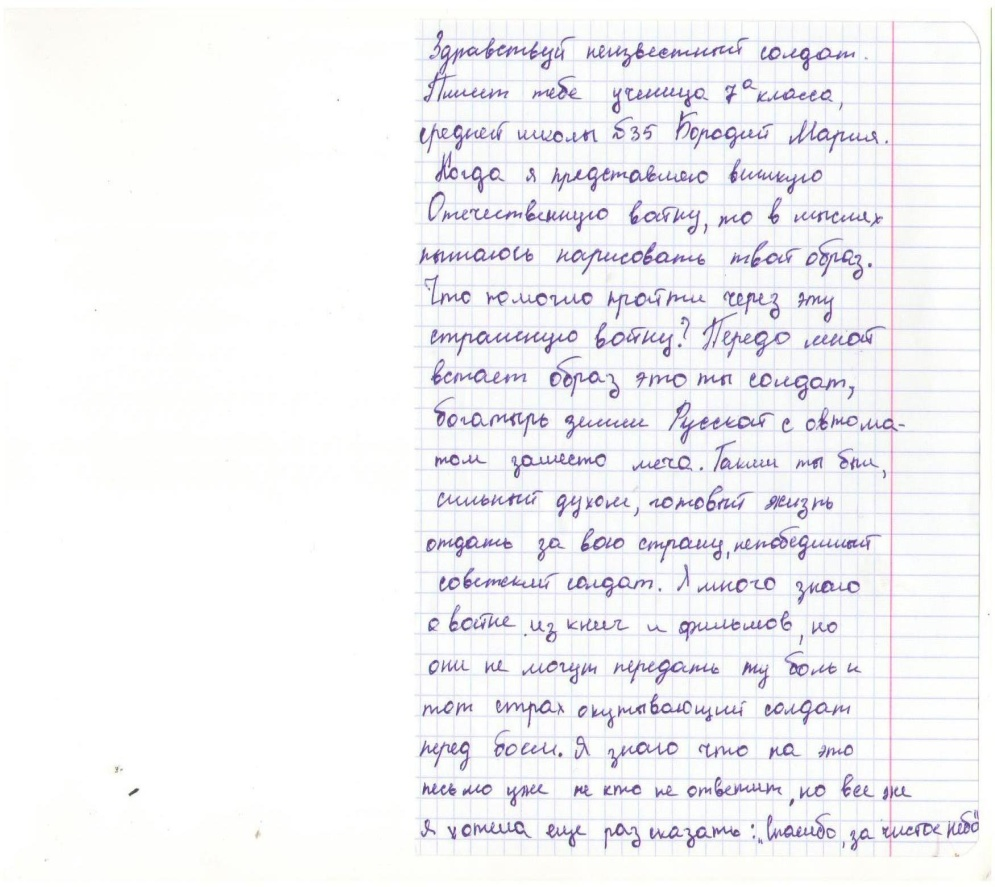 Здравствуй неизвестный солдат.
Пишет тебе ученица 7а класса,
средней школы №35 Бородий Мария.
Когда я представляю великую
Отечественную войну, то в мыслях
пытаюсь нарисовать твой образ.
Что помогло пройти через эту
страшную войну? Передо мной
встает образ это ты солдат,
богатырь земли Русской с автома-
том заместо меча. Таким ты был,
сильный духом, готовый жизнь
отдать за вою страну, непобедимый
советский солдат. Я много знаю
о войне из книг и фильмов, но
они не могут передать ту боль и
тот страх окутывающий солдат
перед боем. Я знаю что на это
песьмо уже не кто не ответит, но все же
я хотела еще раз сказать: „Спасибо, за чистое небо"